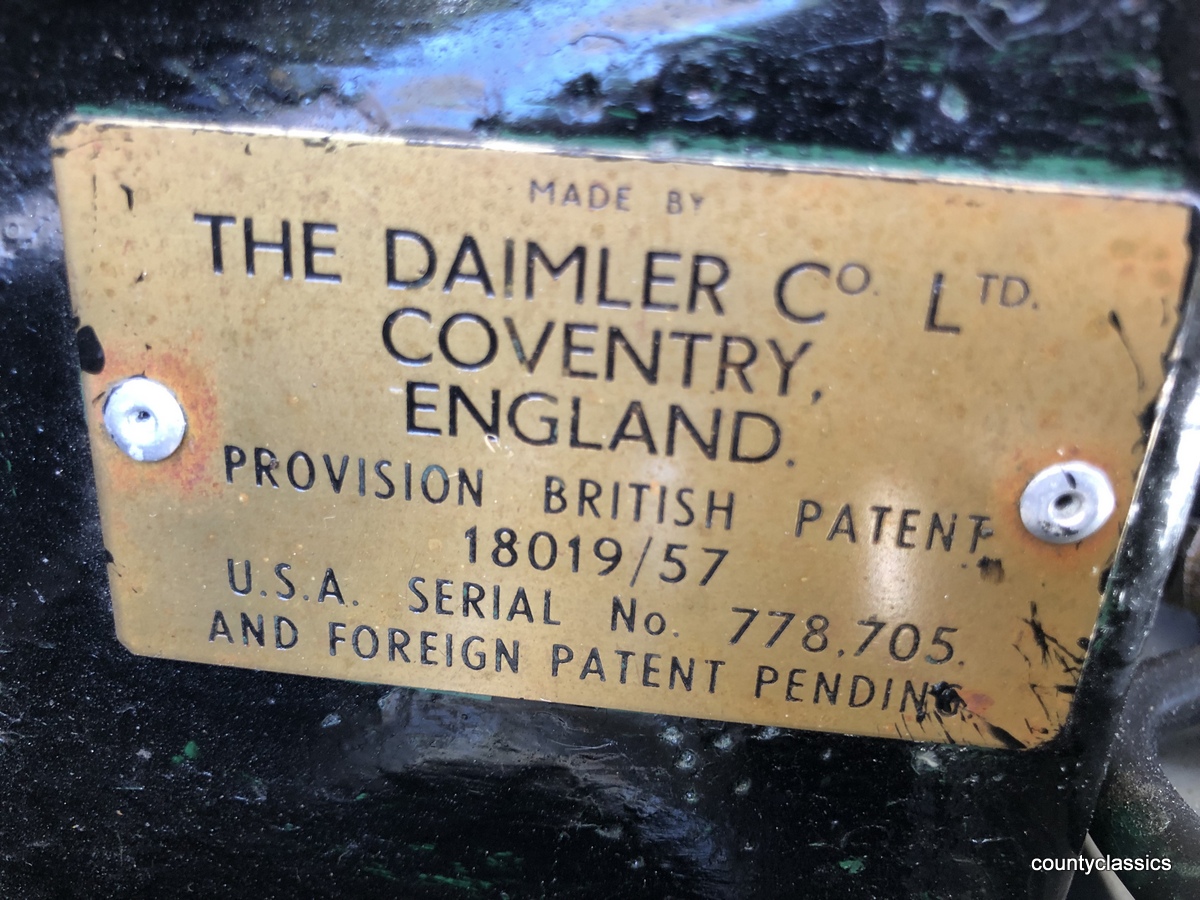 MADE BY
THE DAIMLER Co. LTD.
COVENTRY,
ENGLAND.
PROVISION BRITISH PATENT
18019/57
U.S.A. SERIAL No. 778,705.
AND FOREIGN PATENT PENDING
countyclassics